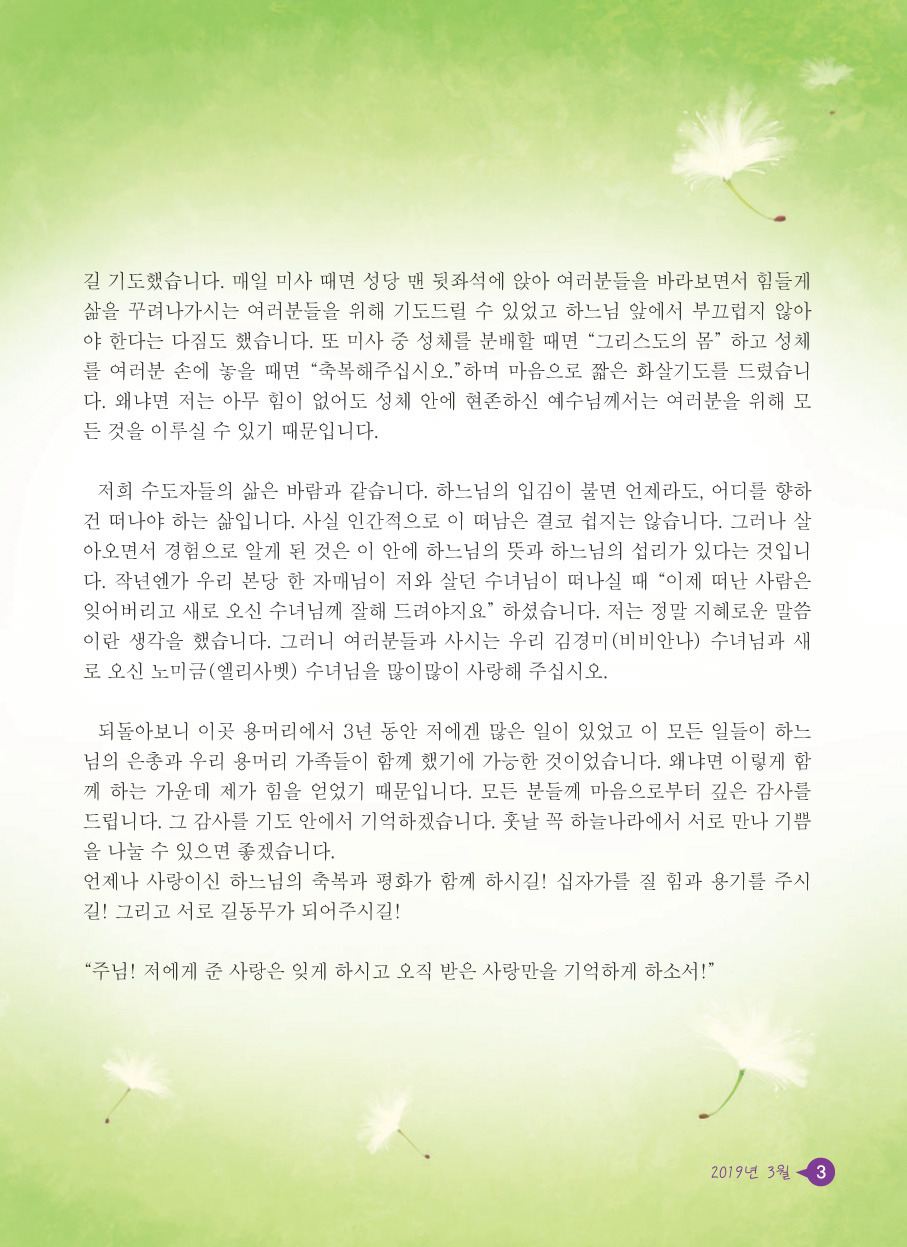 길 기도했습니다. 매일 미사 때면 성당 맨 뒷좌석에 앉아 여러분들을 바라보면서 힘들게
삶을 꾸려나가시는 여러분들을 위해 기도드릴 수 있었고 하느님 앞에서 부끄럽지 않아
야 한다는 다짐도 했습니다. 또 미사 중 성체를 분배할 때면 “그리스도의 몸” 하고 성체
를 여러분 손에 놓을 때면 “축복해주십시오.”하며 마음으로 짧은 화살기도를 드렸습니
다. 왜냐면 저는 아무 힘이 없어도 성체 안에 현존하신 예수님께서는 여러분을 위해 모
든 것을 이루실 수 있기 때문입니다.
저희 수도자들의 삶은 바람과 같습니다. 하느님의 입김이 불면 언제라도, 어디를 향하
건 떠나야 하는 삶입니다. 사실 인간적으로 이 떠남은 결코 쉽지는 않습니다. 그러나 살
아오면서 경험으로 알게 된 것은 이 안에 하느님의 뜻과 하느님의 섭리가 있다는 것입니
다. 작년엔가 우리 본당 한 자매님이 저와 살던 수녀님이 떠나실 때 “이제 떠난 사람은
잊어버리고 새로 오신 수녀님께 잘해 드려야지요” 하셨습니다. 저는 정말 지혜로운 말씀
이란 생각을 했습니다. 그러니 여러분들과 사시는 우리 김경미(비비안나) 수녀님과 새
로 오신 노미금(엘리사벳) 수녀님을 많이많이 사랑해 주십시오.
되돌아보니 이곳 용머리에서 3년 동안 저에겐 많은 일이 있었고 이 모든 일들이 하느
님의 은총과 우리 용머리 가족들이 함께 했기에 가능한 것이었습니다. 왜냐면 이렇게 함
께 하는 가운데 제가 힘을 얻었기 때문입니다. 모든 분들께 마음으로부터 깊은 감사를
드립니다. 그 감사를 기도 안에서 기억하겠습니다. 훗날 꼭 하늘나라에서 서로 만나 기쁨
을 나눌 수 있으면 좋겠습니다.
언제나 사랑이신 하느님의 축복과 평화가 함께 하시길! 십자가를 질 힘과 용기를 주시
길! 그리고 서로 길동무가 되어주시길!
“주님! 저에게 준 사랑은 잊게 하시고 오직 받은 사랑만을 기억하게 하소서!”
2019년 3월 3